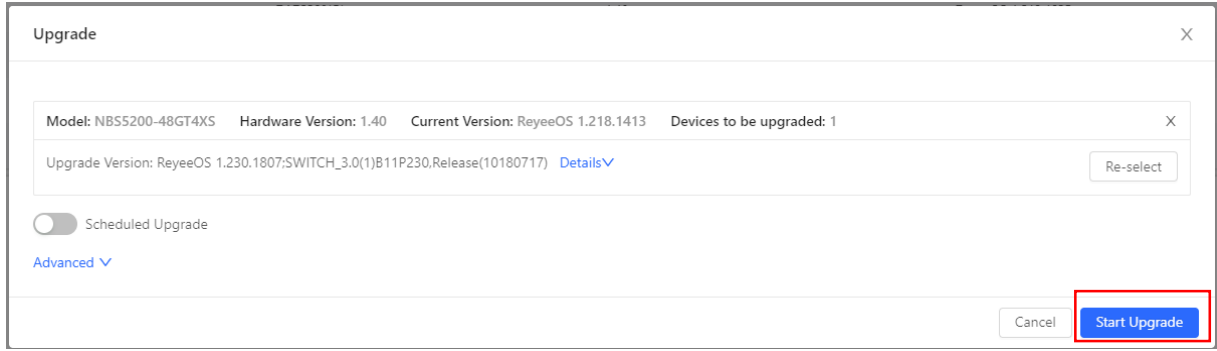 Upgrade
X
Model: NBS5200-48GT4XS Hardware Version: 1.40 Current Version: ReyeeOS 1.218.1413 Devices to be upgraded: 1 X
Upgrade Version: ReyeeOS 1.230.1807;SWITCH_3.0(1)B11P230,Release(10180717) Details
Re-select
Scheduled Upgrade
Advanced
Cancel Start Upgrade